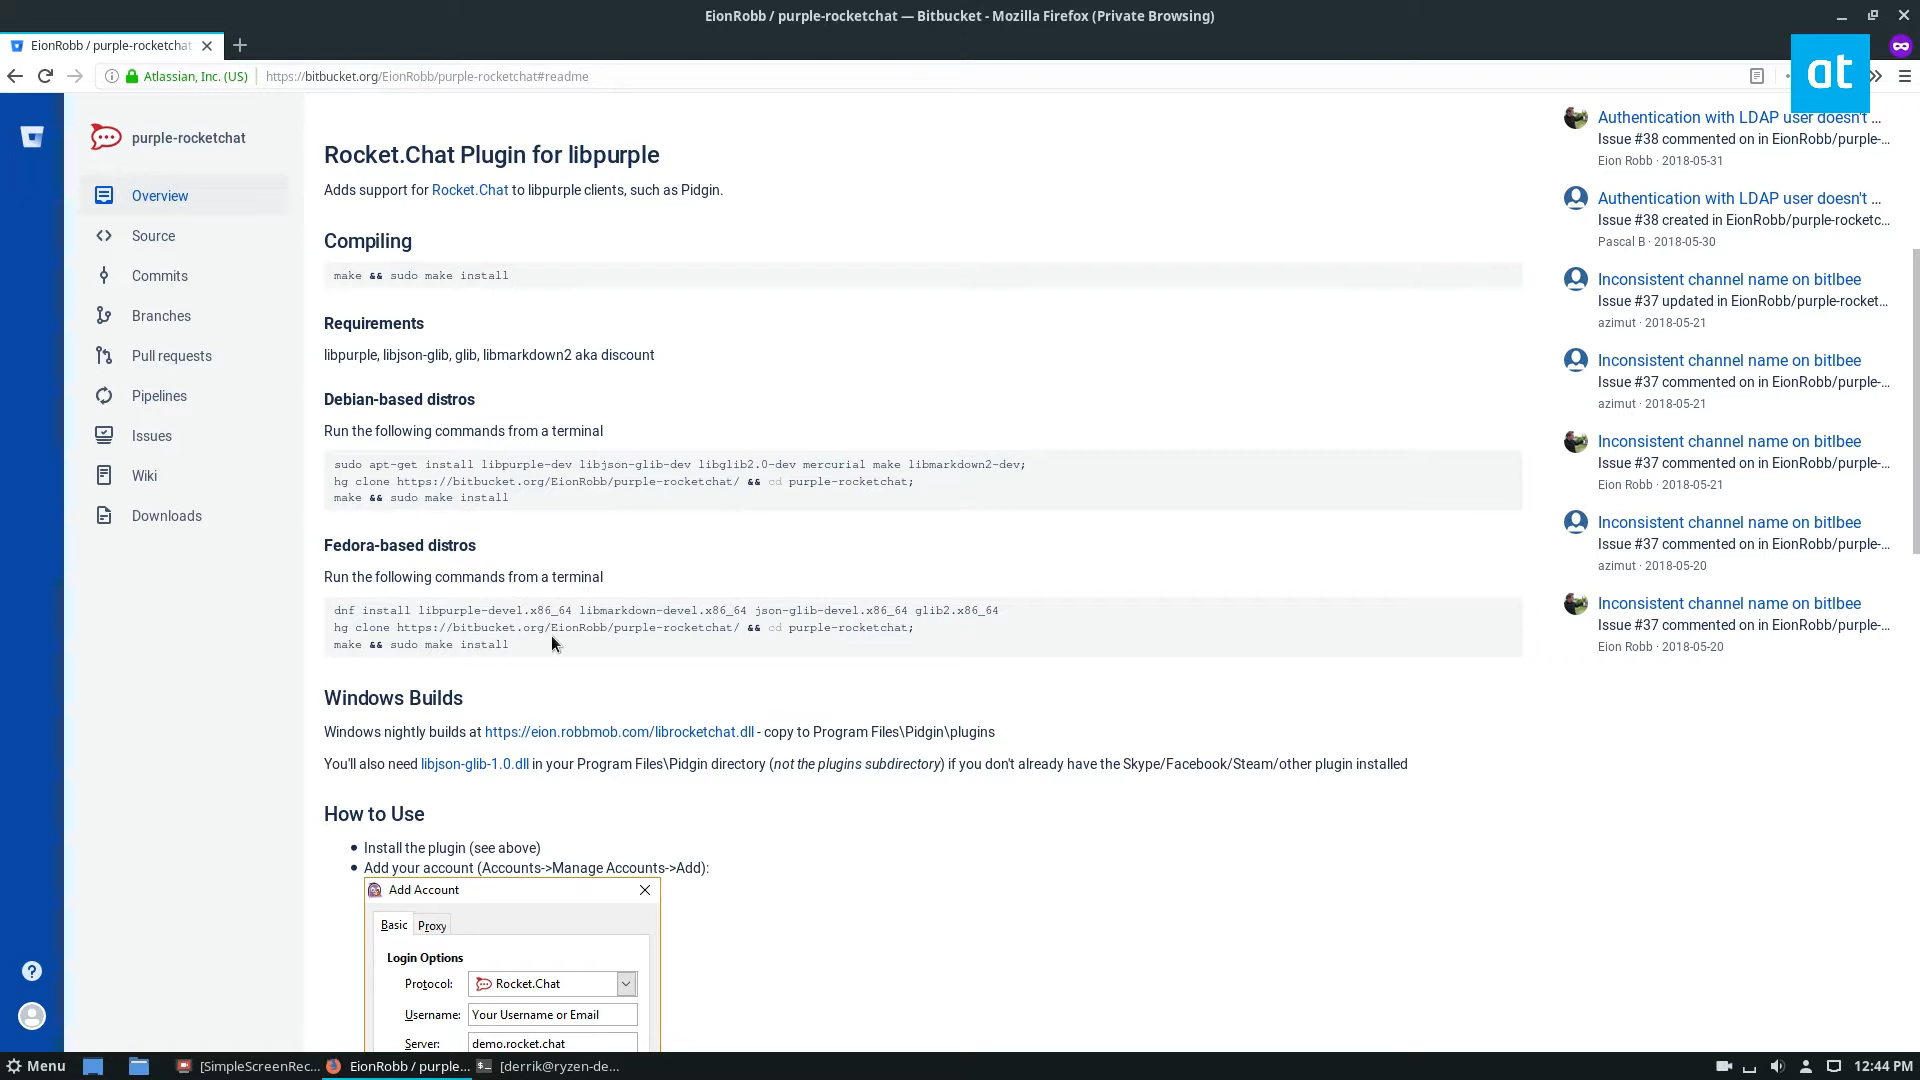 EionRobb / purple-rocketchat — Bitbucket - Mozilla Firefox (Private Browsing)
EionRobb / purple-rocketchat
Atlassian, Inc. (US)
https://bitbucket.org/EionRobb/purple-rocketchat#readme
at
purple-rocketchat
Overview
Source
Commits
Branches
Pull requests
Pipelines
Issues
Wiki
Downloads
Rocket.Chat Plugin for libpurple
Adds support for Rocket.Chat to libpurple clients, such as Pidgin.
Compiling
make && sudo make install
Requirements
libpurple, libjson-glib, glib, libmarkdown2 aka discount
Debian-based distros
Run the following commands from a terminal
sudo apt-get install libpurple-dev libjson-glib-dev libglib2.0-dev mercurial make libmarkdown2-dev;
hg clone https://bitbucket.org/EionRobb/purple-rocketchat/ && cd purple-rocketchat;
make && sudo make install
Fedora-based distros
Run the following commands from a terminal
dnf install libpurple-devel.x86_64 libmarkdown-devel.x86_64 json-glib-devel.x86_64 glib2.x86_64
hg clone https://bitbucket.org/EionRobb/purple-rocketchat/ && cd purple-rocketchat;
make && sudo make install
Windows Builds
Windows nightly builds at https://eion.robbmob.com/librocketchat.dll - copy to Program Files\Pidgin\plugins
You'll also need libjson-glib-1.0.dll in your Program Files\Pidgin directory (not the plugins subdirectory) if you don't already have the Skype/Facebook/Steam/other plugin installed
How to Use
Install the plugin (see above)
Add your account (Accounts->Manage Accounts->Add):
Add Account
Basic
Proxy
Login Options
Protocol: Rocket.Chat
Username: Your Username or Email
Server: demo.rocket.chat
Authentication with LDAP user doesn't ...
Issue #38 commented on in EionRobb/purple-...
Eion Robb · 2018-05-31
Authentication with LDAP user doesn't ...
Issue #38 created in EionRobb/purple-rocketc...
Pascal B · 2018-05-30
Inconsistent channel name on bitlbee
Issue #37 updated in EionRobb/purple-rocket...
azimut · 2018-05-21
Inconsistent channel name on bitlbee
Issue #37 commented on in EionRobb/purple-...
azimut · 2018-05-21
Inconsistent channel name on bitlbee
Issue #37 commented on in EionRobb/purple-...
Eion Robb · 2018-05-21
Inconsistent channel name on bitlbee
Issue #37 commented on in EionRobb/purple-...
azimut · 2018-05-20
Inconsistent channel name on bitlbee
Issue #37 commented on in EionRobb/purple-...
Eion Robb · 2018-05-20
Menu
[SimpleScreenRec...
EionRobb / purple...
[derrik@ryzen-de...
12:44 PM